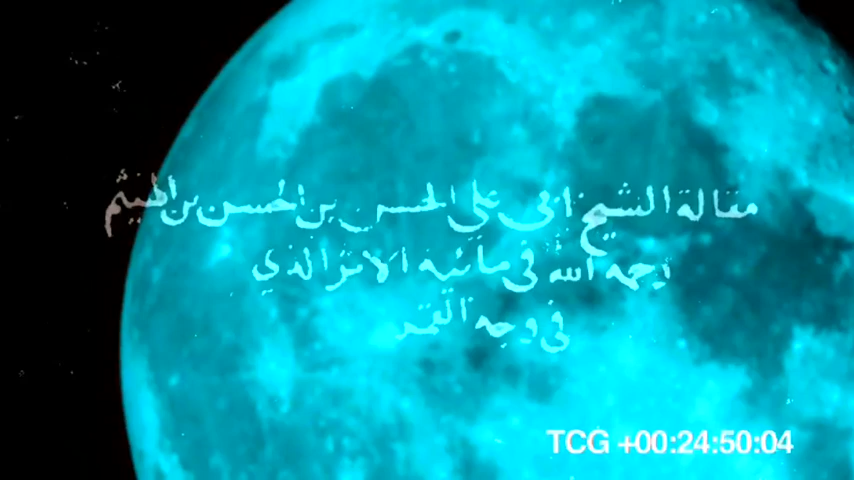 مقالة الشيخ ابي علي الحسن بن الحسن بن الهيثم
رحمه الله في مائية الاثر الذي
في وجه القمر
TCG +00:24:50:04